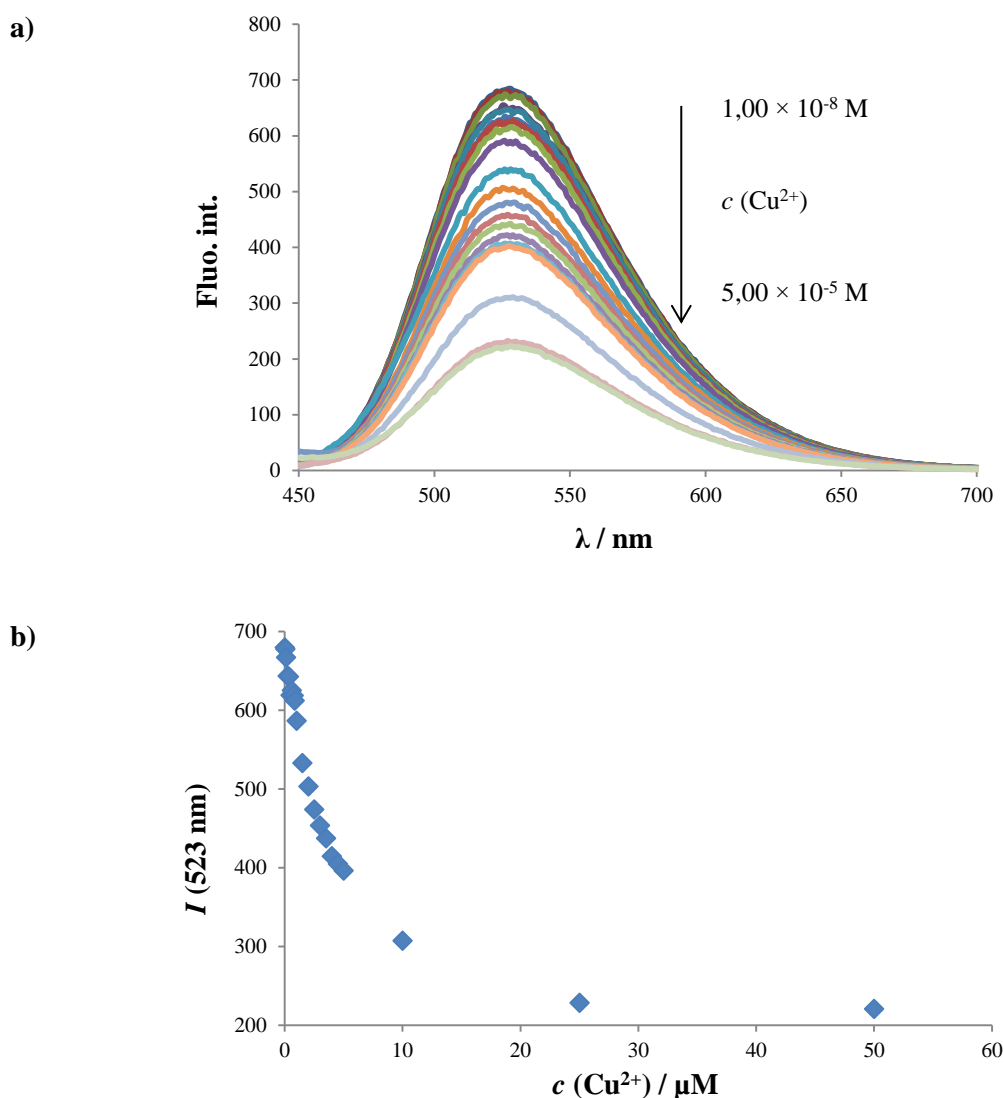 a)
800
700
600
500
400
300
200
100
0
Fluo. int.
1,00 × 10⁻⁸ M
c (Cu²⁺)
5,00 × 10⁻⁵ M
450 500 550 600 650 700
λ / nm
b)
700
600
500
400
300
200
I (523 nm)
0 10 20 30 40 50 60
c (Cu²⁺) / μM